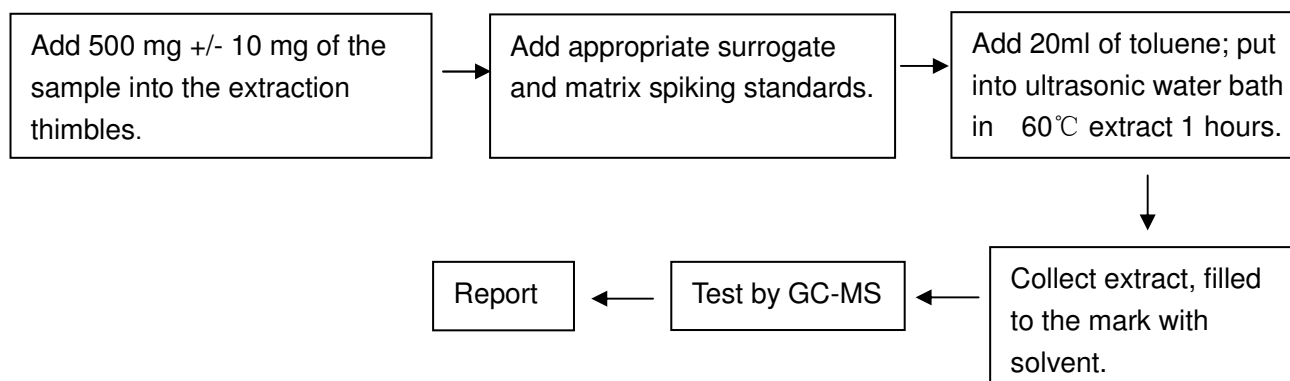 Add 500 mg +/- 10 mg of the
sample into the extraction
thimbles.
Add appropriate surrogate
and matrix spiking standards.
Add 20ml of toluene; put
into ultrasonic water bath
in 60℃ extract 1 hours.
Collect extract, filled
to the mark with
solvent.
Test by GC-MS
Report